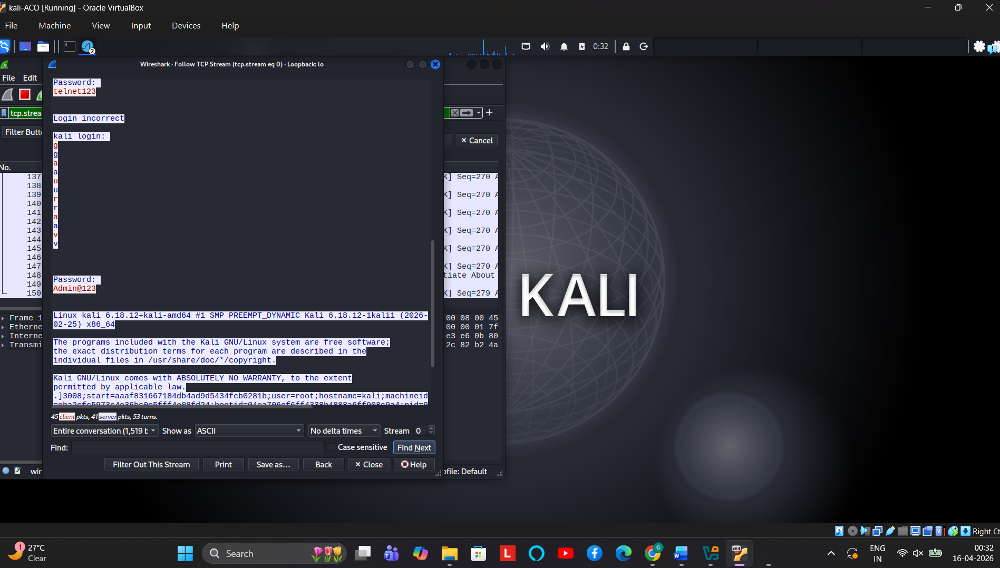 kali-ACO [Running] - Oracle VirtualBox
File Machine View Input Devices Help
2
0:32
Wireshark · Follow TCP Stream (tcp.stream eq 0) · Loopback: lo
File Edit
tcp.strea
Filter Butt
Cancel
No.
137
138
139
140
141
142
143
144
145
146
147
148
149
150
K] Seq=270 A
K] Seq=270 A
K] Seq=270 A
K] Seq=270 A
K] Seq=270 A
K] Seq=270 A
tiate About
K] Seq=279 A
Password:
telnet123
Login incorrect
kali login:
g
g
a
a
u
u
r
r
a
a
v
v
Password:
Admin@123
Linux kali 6.18.12+kali-amd64 #1 SMP PREEMPT_DYNAMIC Kali 6.18.12-1kali1 (2026-
02-25) x86_64
The programs included with the Kali GNU/Linux system are free software;
the exact distribution terms for each program are described in the
individual files in /usr/share/doc/*/copyright.
Kali GNU/Linux comes with ABSOLUTELY NO WARRANTY, to the extent
permitted by applicable law.
.]3008;start=aaaf831667184db4ad9d5434fcb0281b;user=root;hostname=kali;machineid
Frame 1
Etherne
Interne
Transmi
00 08 00 45
00 00 01 7f
e3 e6 0b 80
2c 82 b2 4a
45 client pkts, 41 server pkts, 53 turns.
Entire conversation (1,519 b Show as ASCII No delta times Stream 0
Find: Case sensitive Find Next
Filter Out This Stream Print Save as… Back Close Help
wir
ofile: Default
KALI
Right Ct
1
27°C
Clear
Search
ENG
IN
00:32
16-04-2026